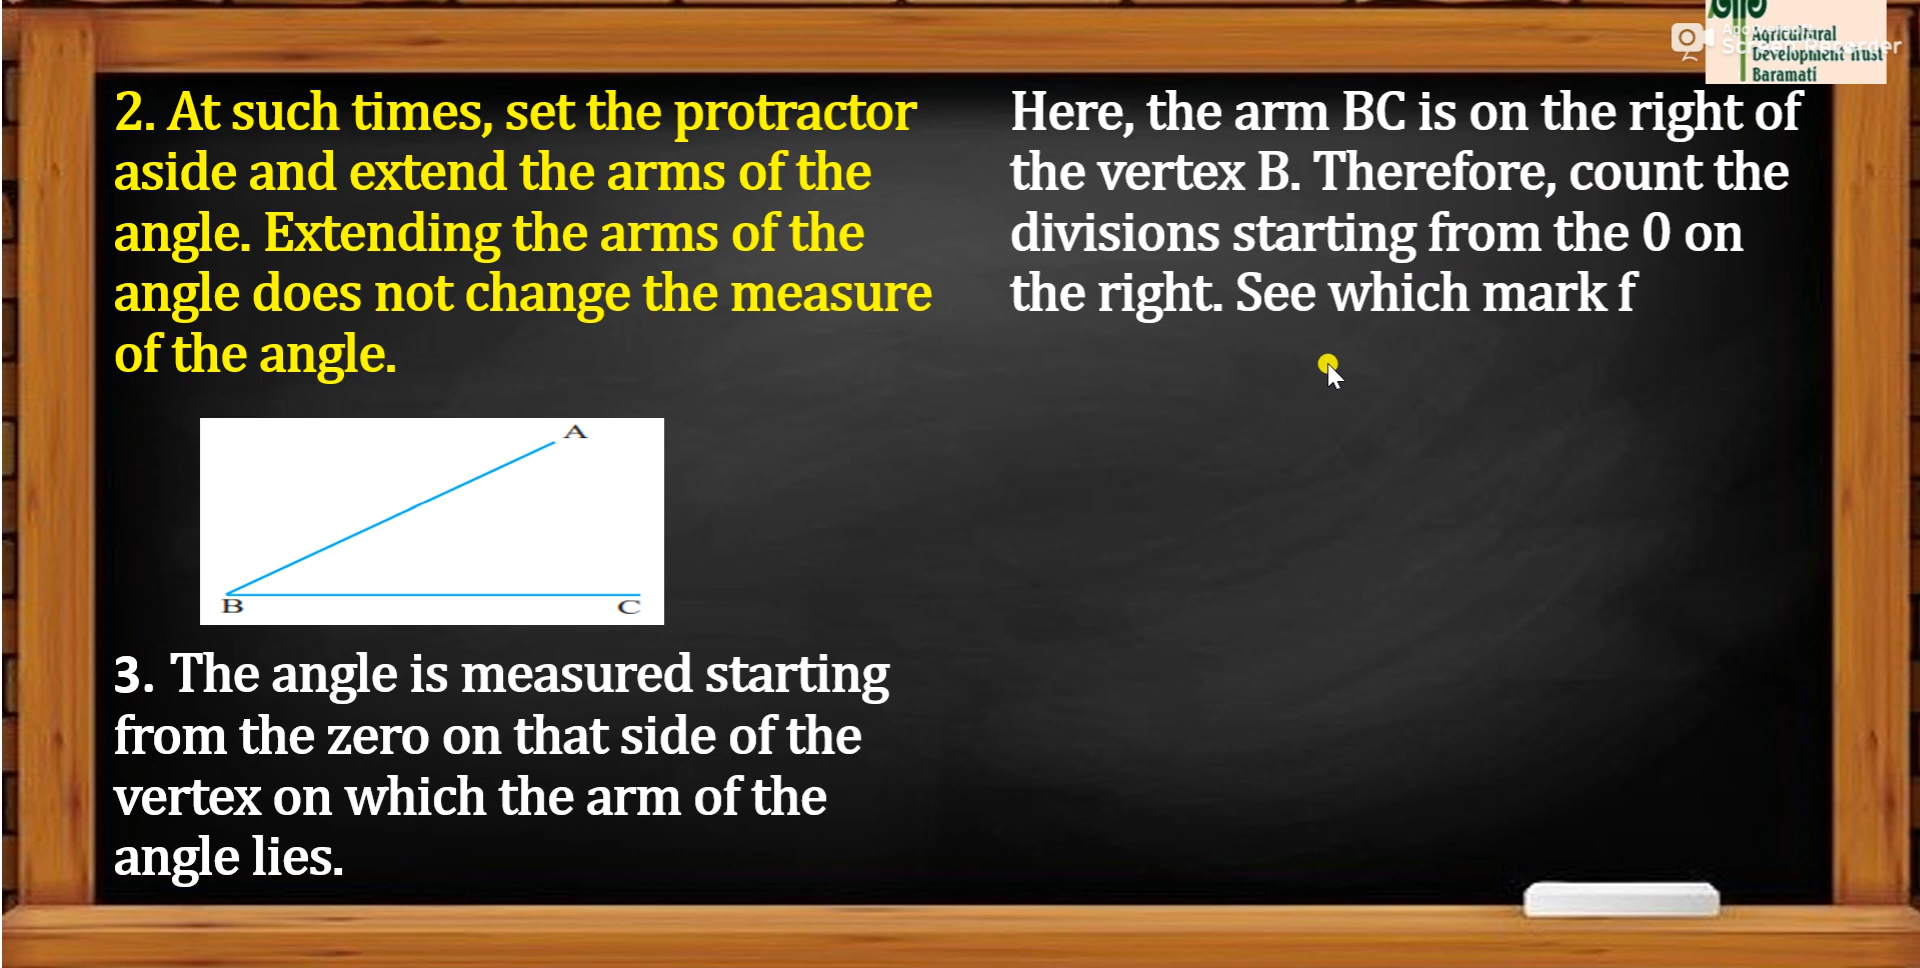 2. At such times, set the protractor
aside and extend the arms of the
angle. Extending the arms of the
angle does not change the measure
of the angle.
A
B
C
3. The angle is measured starting
from the zero on that side of the
vertex on which the arm of the
angle lies.
Here, the arm BC is on the right of
the vertex B. Therefore, count the
divisions starting from the 0 on
the right. See which mark f
Agricultural
Development Trust
Baramati
Screen Recorder